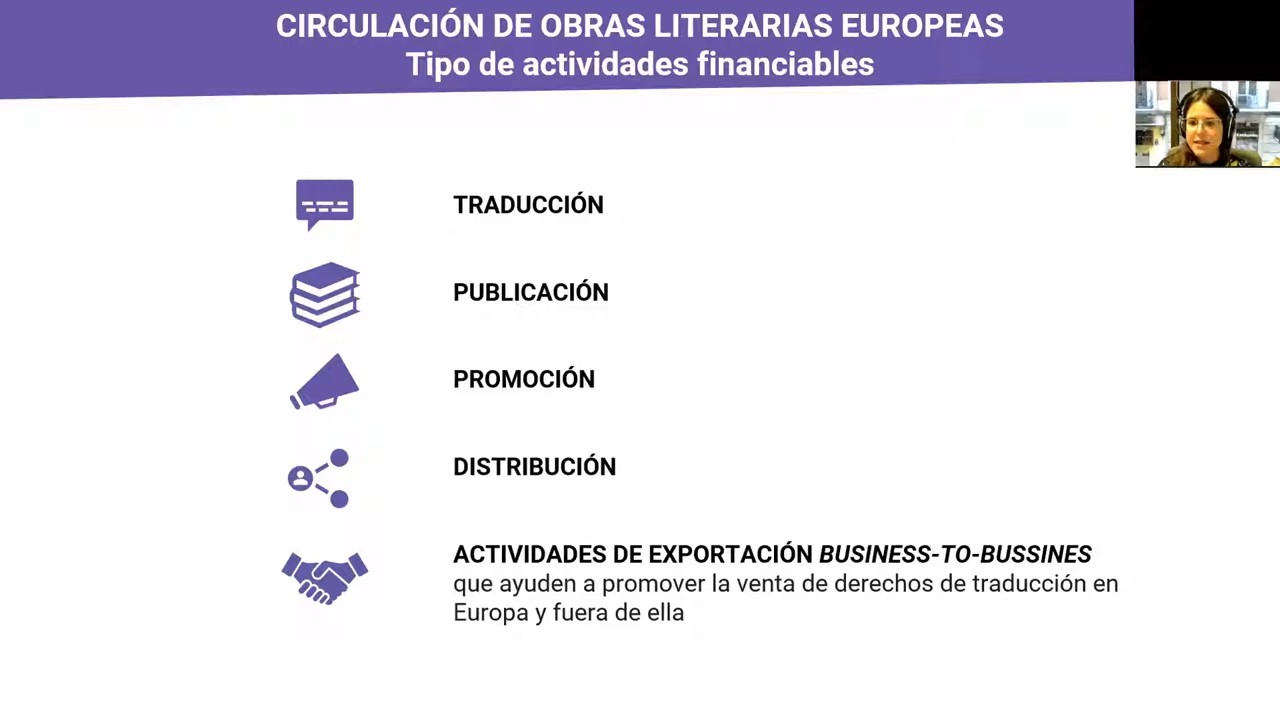 CIRCULACIÓN DE OBRAS LITERARIAS EUROPEAS
Tipo de actividades financiables
TRADUCCIÓN
PUBLICACIÓN
PROMOCIÓN
DISTRIBUCIÓN
ACTIVIDADES DE EXPORTACIÓN BUSINESS-TO-BUSSINES
que ayuden a promover la venta de derechos de traducción en
Europa y fuera de ella